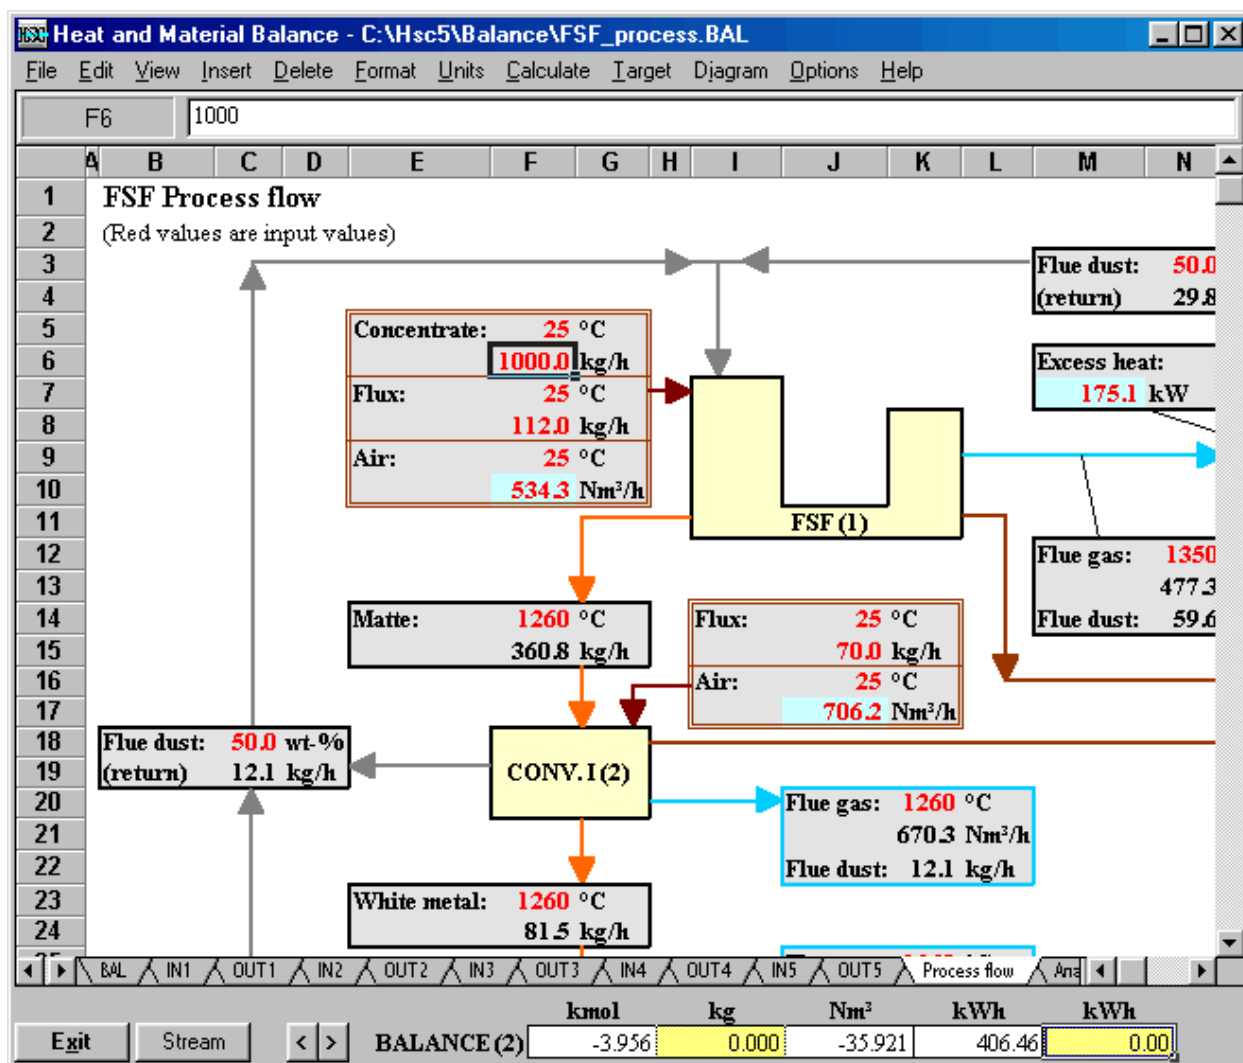 HSC Heat and Material Balance - C:\Hsc5\Balance\FSF_process.BAL
File Edit View Insert Delete Format Units Calculate Target Djagram Options Help
F6 1000
A B C D E F G H I J K L M N
1 FSF Process flow
2 (Red values are input values)
3 Flue dust: 50.0
4 (return) 29.8
5 Concentrate: 25 °C
6 1000.0 kg/h Excess heat:
7 Flux: 25 °C 175.1 kW
8 112.0 kg/h
9 Air: 25 °C
10 534.3 Nm³/h
11 FSF (1)
12 Flue gas: 1350
13 477.3
14 Matte: 1260 °C Flux: 25 °C Flue dust: 59.6
15 360.8 kg/h 70.0 kg/h
16 Air: 25 °C
17 706.2 Nm³/h
18 Flue dust: 50.0 wt-%
19 (return) 12.1 kg/h CONV. I (2)
20 Flue gas: 1260 °C
21 670.3 Nm³/h
22 Flue dust: 12.1 kg/h
23 White metal: 1260 °C
24 81.5 kg/h
BAL IN1 OUT1 IN2 OUT2 IN3 OUT3 IN4 OUT4 IN5 OUT5 Process flow Ana
kmol kg Nm³ kWh kWh
Exit Stream < > BALANCE (2) -3.956 0.000 -35.921 406.46 0.00